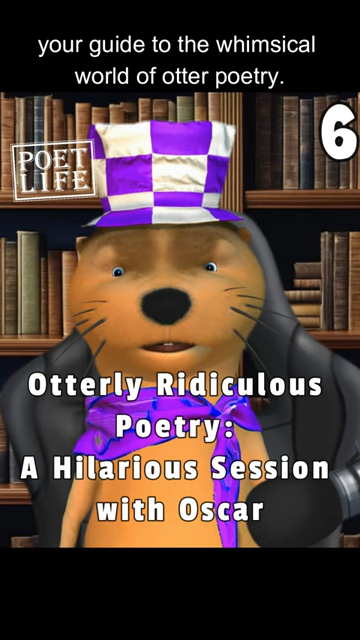 your guide to the whimsical
world of otter poetry.
POET
LIFE
6
Otterly Ridiculous
Poetry:
A Hilarious Session
with Oscar